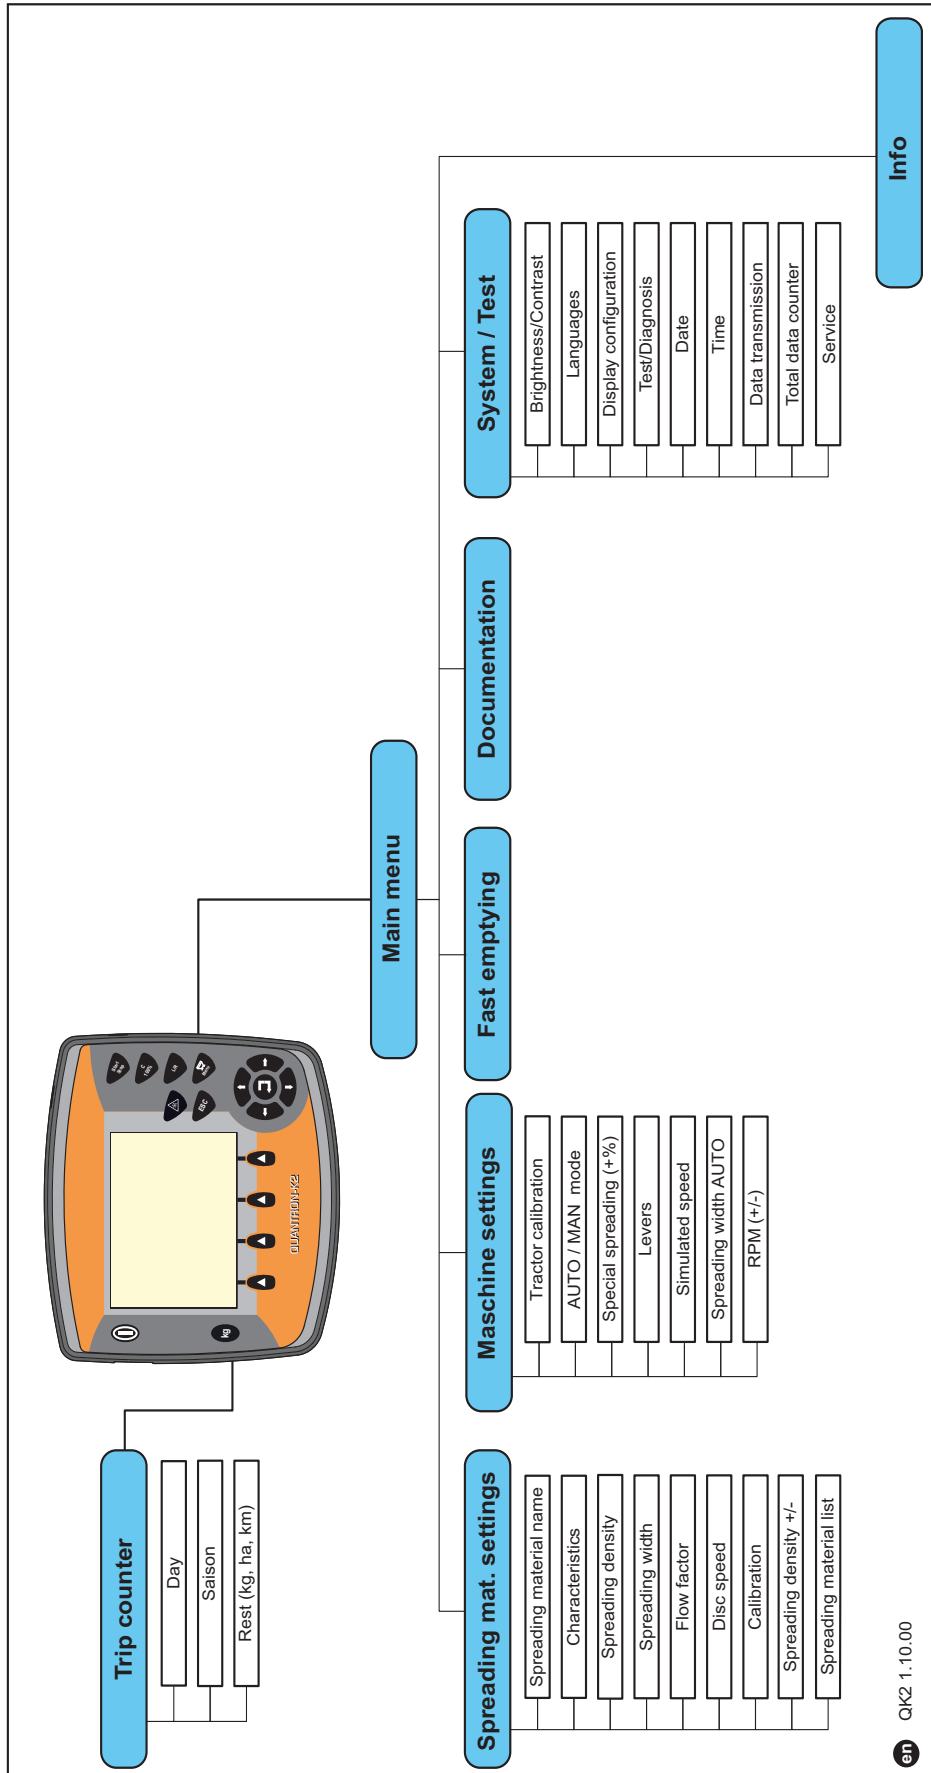 Trip counter
Day
Saison
Rest (kg, ha, km)
kg
Start
Stop
C
100%
L/R
MENU
ESC
QUANTRON-K2
Main menu
Spreading mat. settings
Spreading material name
Characteristics
Spreading density
Spreading width
Flow factor
Disc speed
Calibration
Spreading density +/-
Spreading material list
Maschine settings
Tractor calibration
AUTO / MAN mode
Special spreading (+%)
Levers
Simulated speed
Spreading width AUTO
RPM (+/-)
Fast emptying
Documentation
System / Test
Brightness/Contrast
Languages
Display configuration
Test/Diagnosis
Date
Time
Data transmission
Total data counter
Service
Info
en QK2 1.10.00